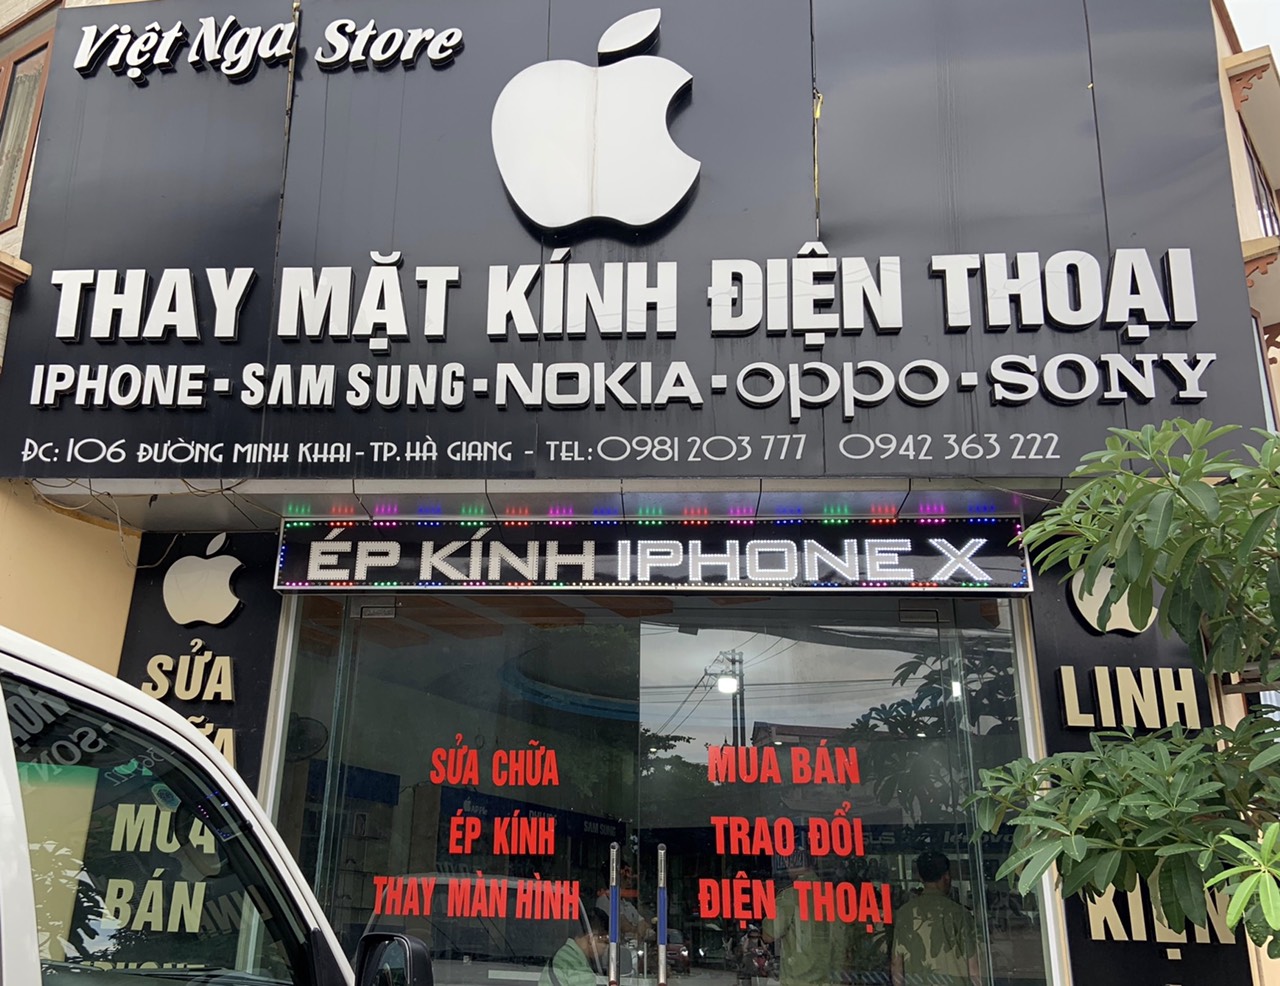 Việt Nga Store
THAY MẶT KÍNH ĐIỆN THOẠI
IPHONE - SAM SUNG - NOKIA - oppo - SONY
ĐC: 106 ĐƯỜNG MINH KHAI - TP. HÀ GIANG - TEL: 0981 203 777 0942 363 222
ÉP KÍNH IPHONE X
SỬA
MUA
BÁN
SỬA CHỮA
ÉP KÍNH
THAY MÀN HÌNH
MUA BÁN
TRAO ĐỔI
ĐIỆN THOẠI
LINH
KIỆN